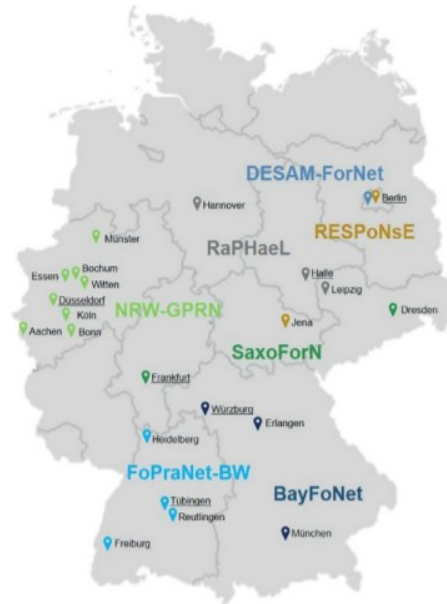 DESAM-ForNet
Berlin
Hannover
RESPoNsE
Münster
RaPHaeL
Bochum
Essen
Halle
Witten
Leipzig
Düsseldorf
NRW-GPRN
Dresden
Köln
Jena
Aachen
Bonn
SaxoForN
Frankfurt
Würzburg
Erlangen
Heidelberg
FoPraNet-BW
BayFoNet
Tübingen
Reutlingen
München
Freiburg